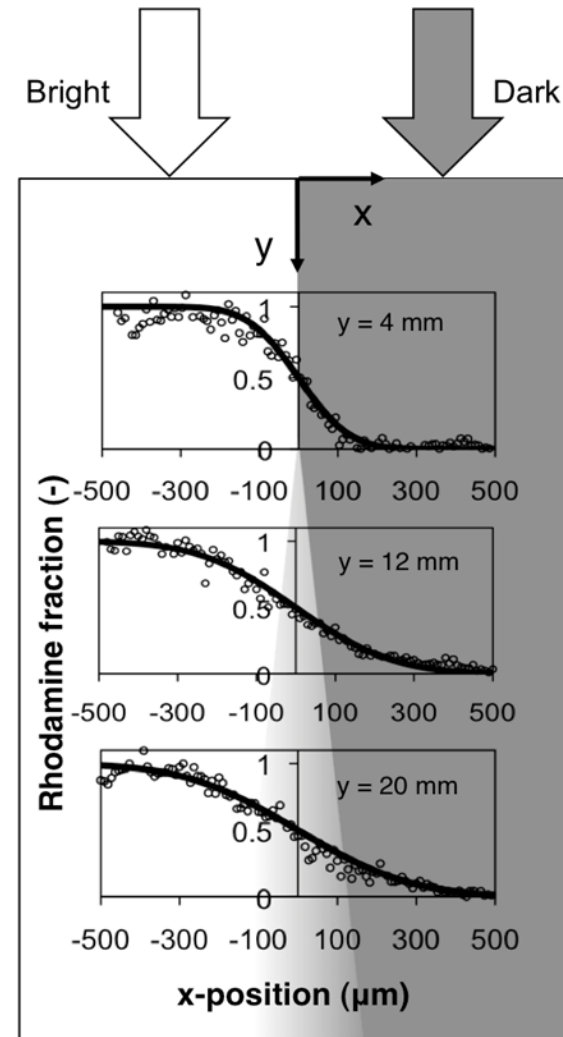 Bright Dark
x
y
Rhodamine fraction (-)
1
0.5
0
y = 4 mm
-500 -300 -100 100 300 500
1
0.5
0
y = 12 mm
-500 -300 -100 100 300 500
1
0.5
0
y = 20 mm
-500 -300 -100 100 300 500
x-position (µm)